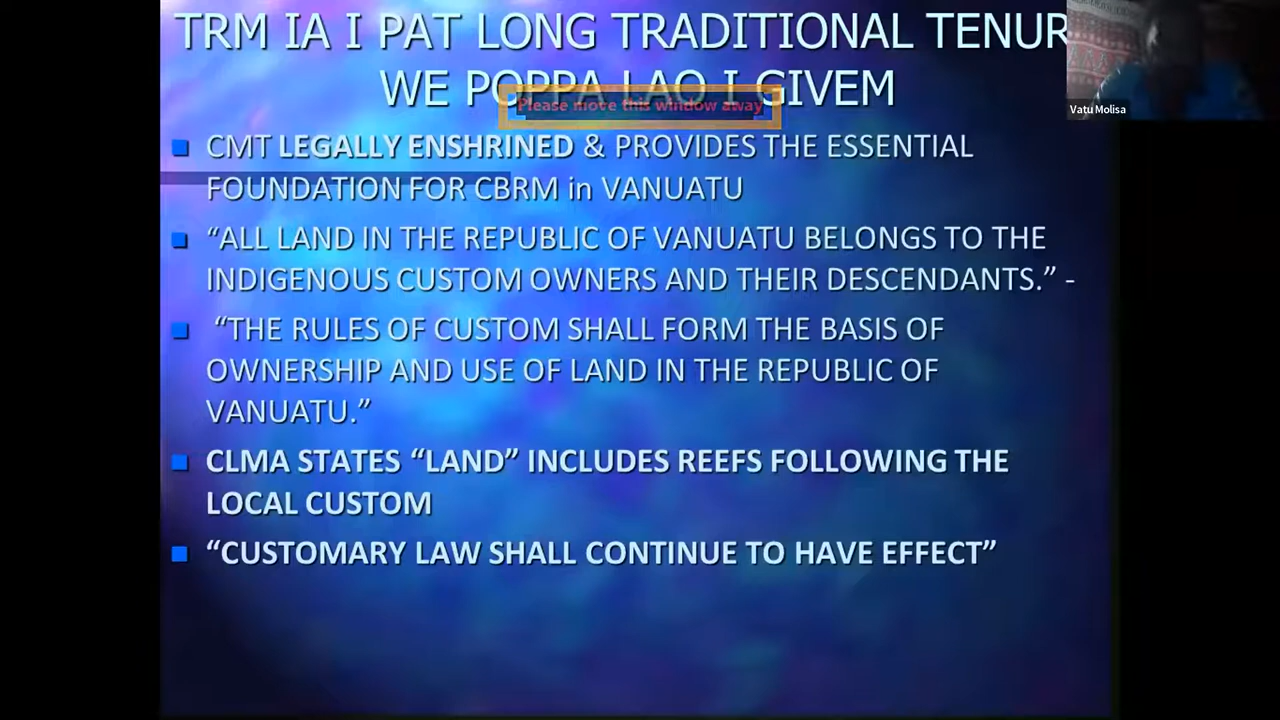 TRM IA I PAT LONG TRADITIONAL TENUR
WE POPPA LAO I GIVEM
Please move this window away
Vatu Molisa
CMT LEGALLY ENSHRINED & PROVIDES THE ESSENTIAL
FOUNDATION FOR CBRM in VANUATU
“ALL LAND IN THE REPUBLIC OF VANUATU BELONGS TO THE
INDIGENOUS CUSTOM OWNERS AND THEIR DESCENDANTS.” -
“THE RULES OF CUSTOM SHALL FORM THE BASIS OF
OWNERSHIP AND USE OF LAND IN THE REPUBLIC OF
VANUATU.”
CLMA STATES “LAND” INCLUDES REEFS FOLLOWING THE
LOCAL CUSTOM
“CUSTOMARY LAW SHALL CONTINUE TO HAVE EFFECT”